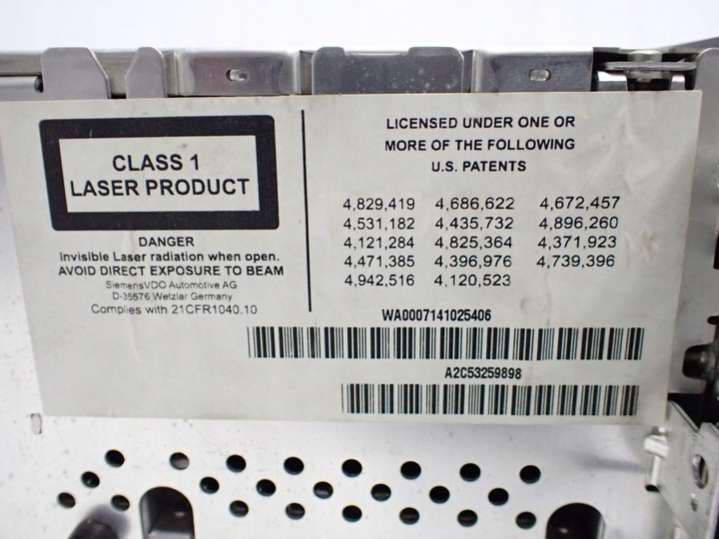 CLASS 1
LASER PRODUCT
DANGER
Invisible Laser radiation when open.
AVOID DIRECT EXPOSURE TO BEAM
SiemensVDO Automotive AG
D-35576 Wetzlar Germany
Complies with 21CFR1040.10
LICENSED UNDER ONE OR
MORE OF THE FOLLOWING
U.S. PATENTS
4,829,419 4,686,622 4,672,457
4,531,182 4,435,732 4,896,260
4,121,284 4,825,364 4,371,923
4,471,385 4,396,976 4,739,396
4,942,516 4,120,523
WA0007141025406
A2C53259898